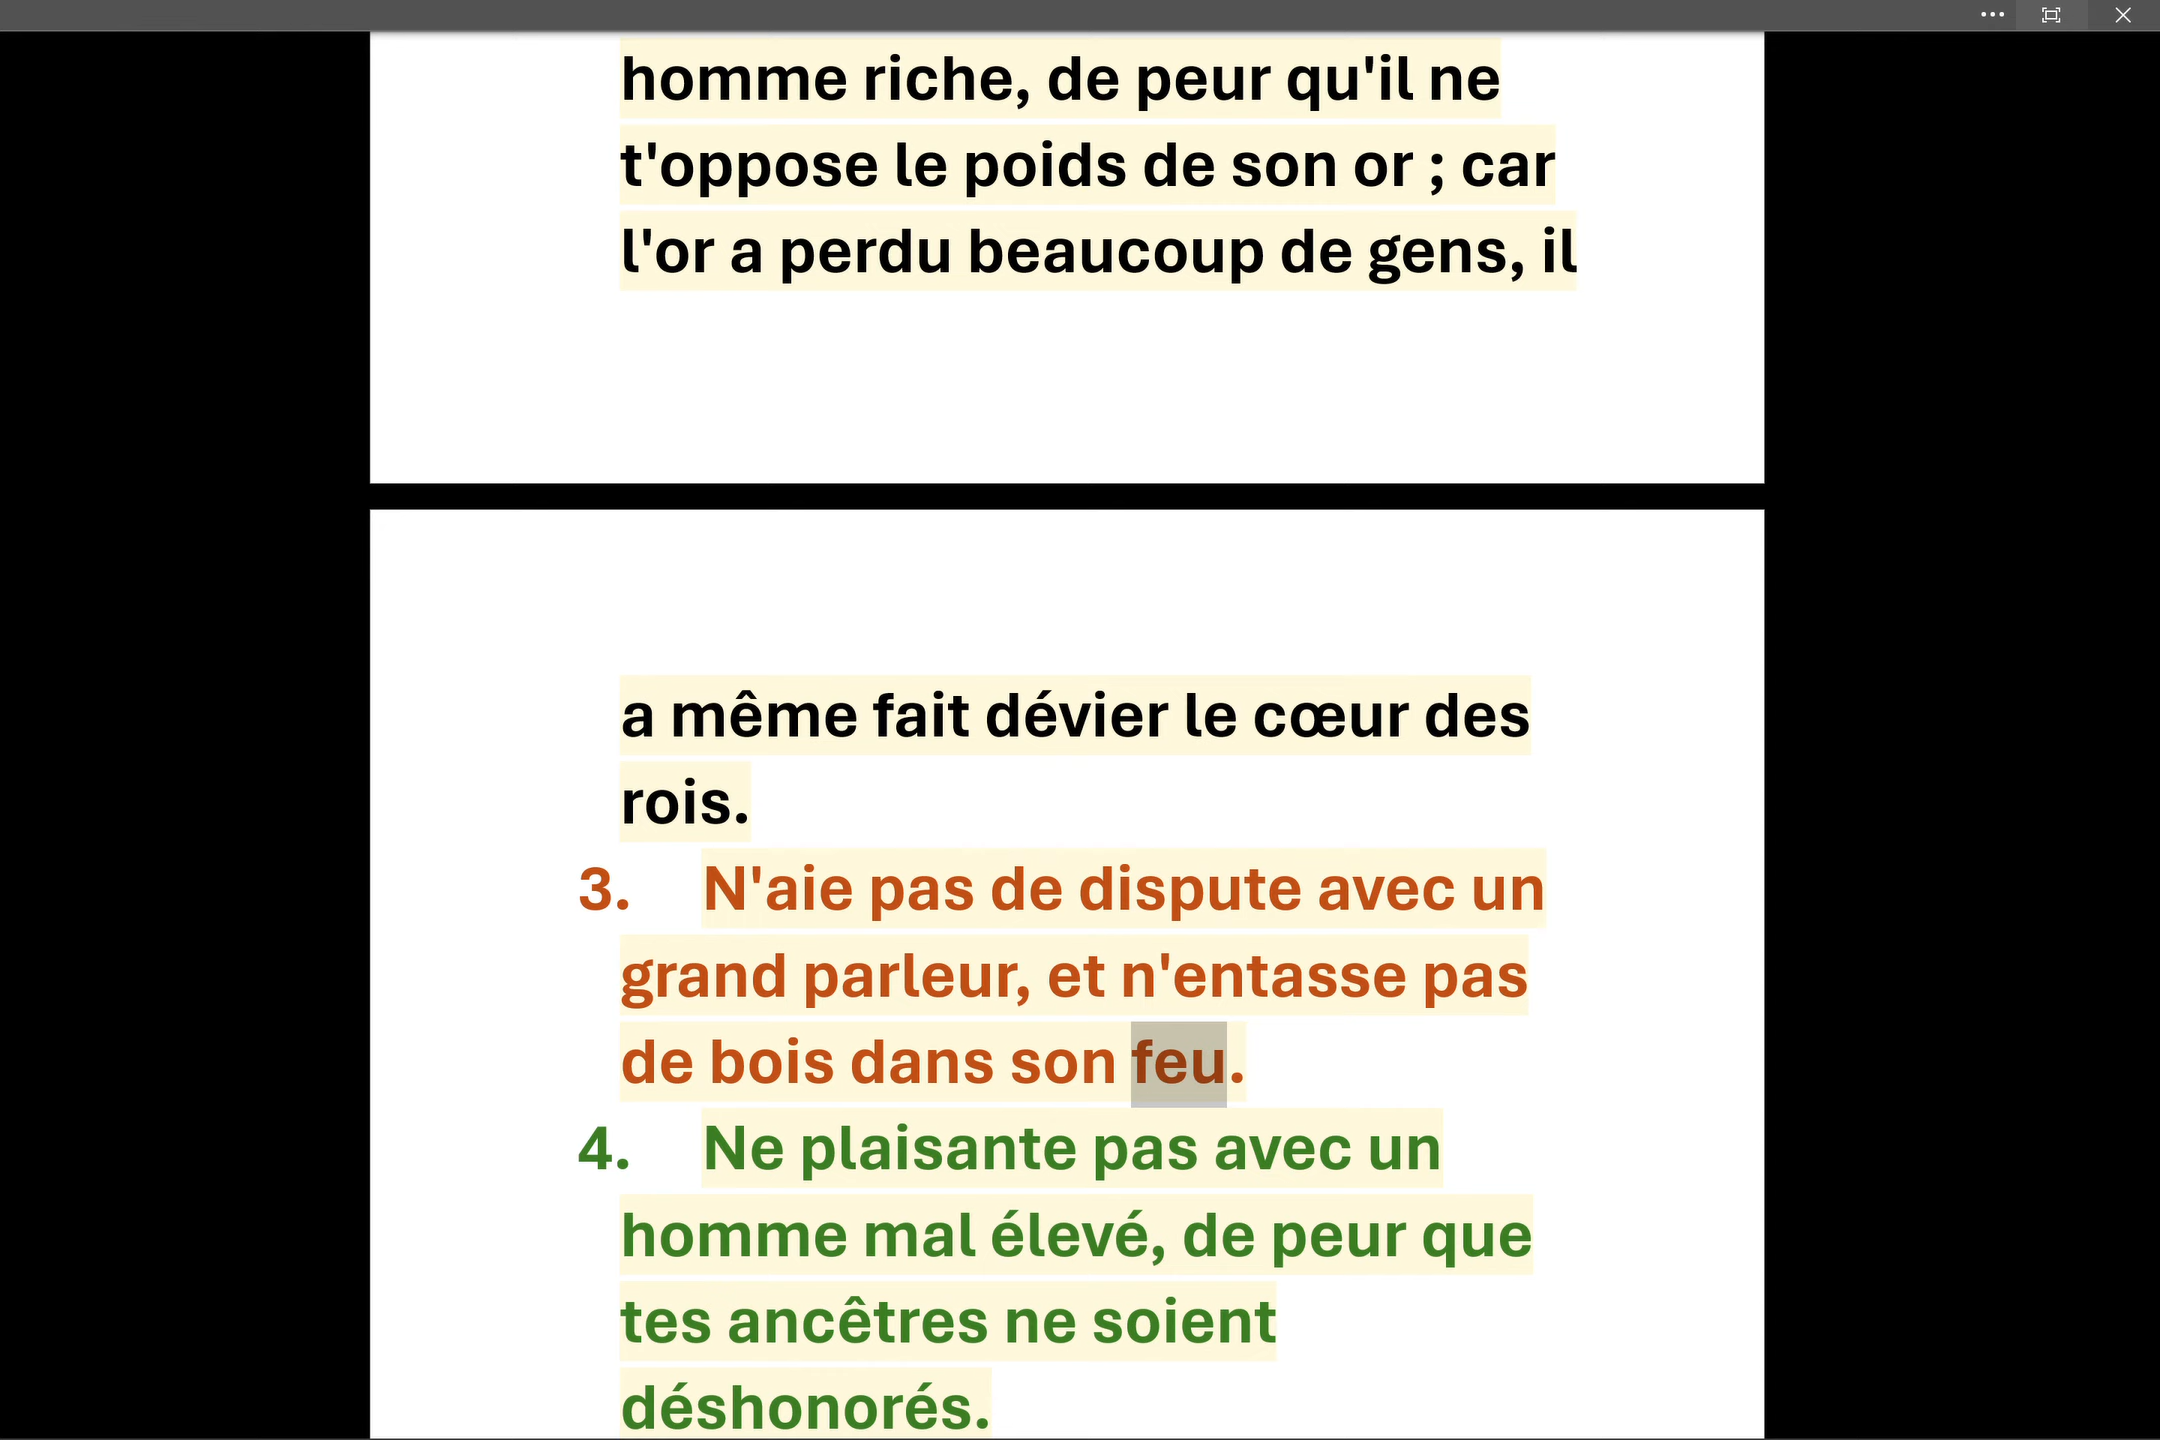 homme riche, de peur qu'il ne
t'oppose le poids de son or ; car
l'or a perdu beaucoup de gens, il
a même fait dévier le cœur des
rois.
3. N'aie pas de dispute avec un
grand parleur, et n'entasse pas
de bois dans son feu.
4. Ne plaisante pas avec un
homme mal élevé, de peur que
tes ancêtres ne soient
déshonorés.